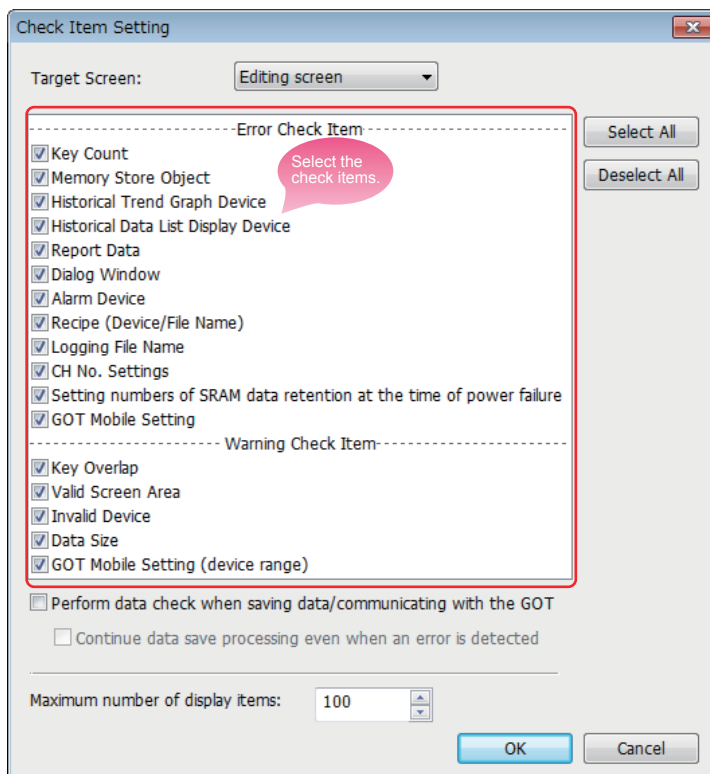 Check Item Setting
Target Screen:
Editing screen
Error Check Item
Select All
Key Count
Select the
check items.
Memory Store Object
Deselect All
Historical Trend Graph Device
Historical Data List Display Device
Report Data
Dialog Window
Alarm Device
Recipe (Device/File Name)
Logging File Name
CH No. Settings
Setting numbers of SRAM data retention at the time of power failure
GOT Mobile Setting
Warning Check Item
Key Overlap
Valid Screen Area
Invalid Device
Data Size
GOT Mobile Setting (device range)
Perform data check when saving data/communicating with the GOT
Continue data save processing even when an error is detected
Maximum number of display items:
100
OK
Cancel